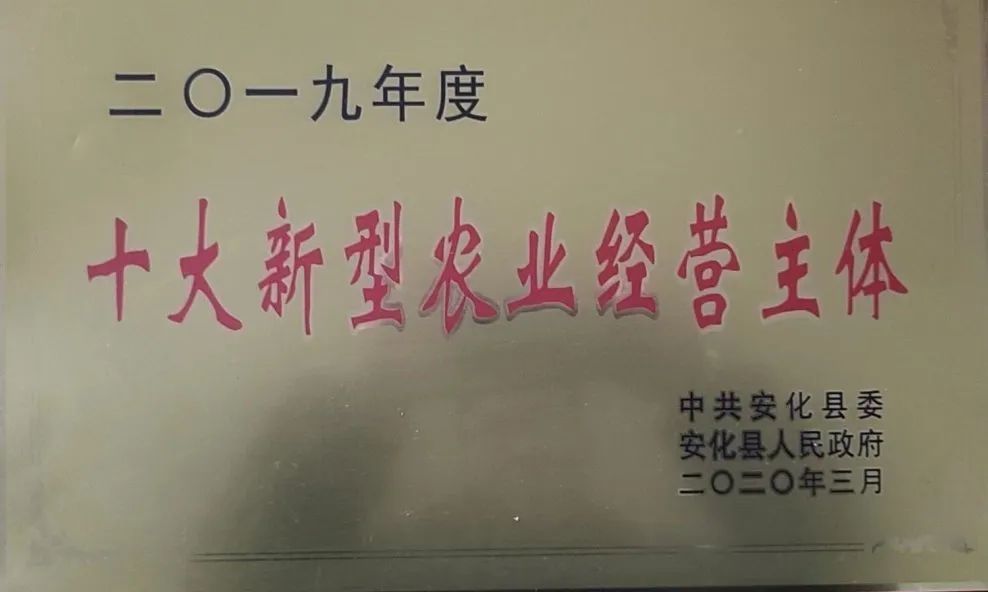 二〇一九年度
十大新型农业经营主体
中共安化县委
安化县人民政府
二〇二〇年三月